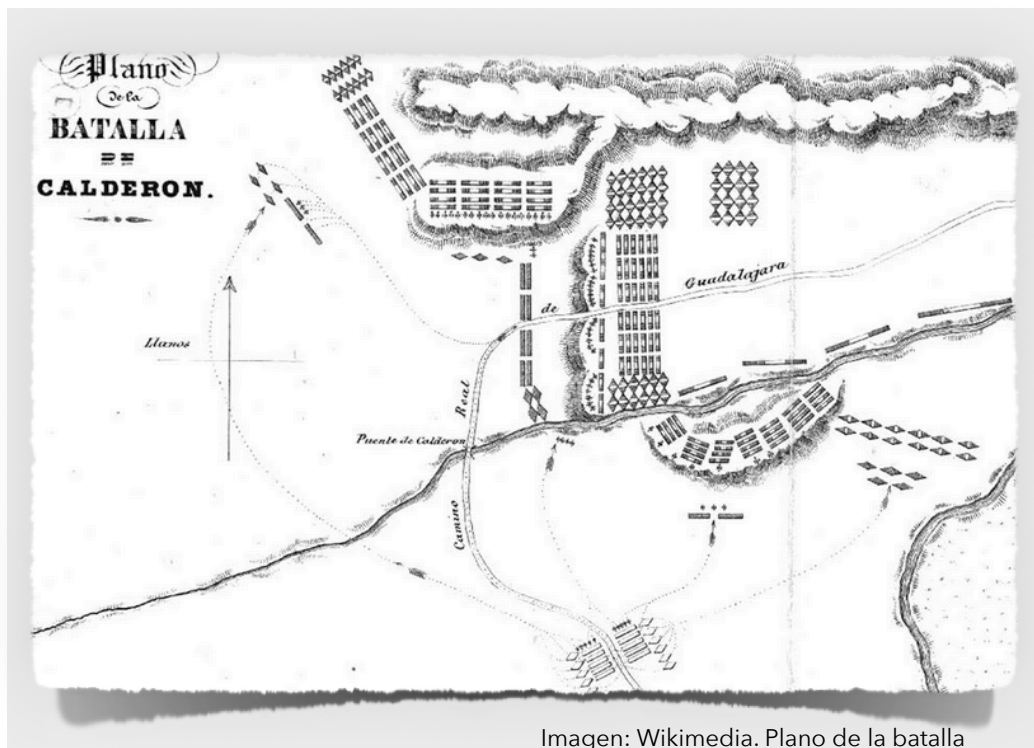 Plano
de la
BATALLA
DE
CALDERON.
Guadalajara
de
Llanos
Real
Puente de Calderon
Camino
Imagen: Wikimedia. Plano de la batalla